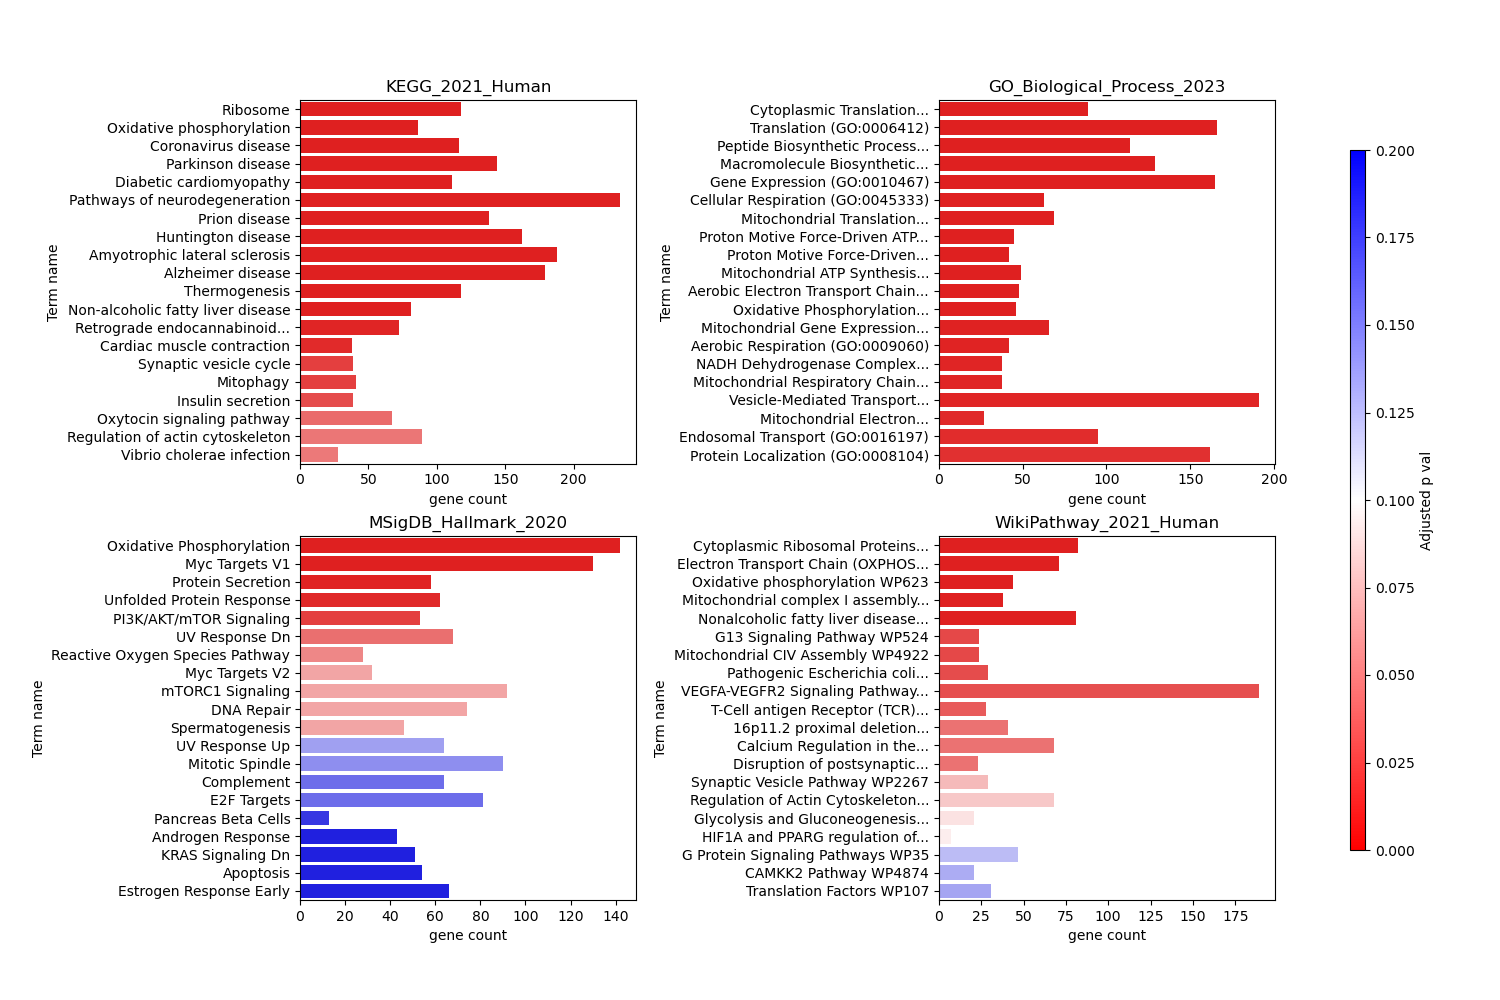 KEGG_2021_Human
Term name
Ribosome
Oxidative phosphorylation
Coronavirus disease
Parkinson disease
Diabetic cardiomyopathy
Pathways of neurodegeneration
Prion disease
Huntington disease
Amyotrophic lateral sclerosis
Alzheimer disease
Thermogenesis
Non-alcoholic fatty liver disease
Retrograde endocannabinoid...
Cardiac muscle contraction
Synaptic vesicle cycle
Mitophagy
Insulin secretion
Oxytocin signaling pathway
Regulation of actin cytoskeleton
Vibrio cholerae infection
0 50 100 150 200
gene count
GO_Biological_Process_2023
Term name
Cytoplasmic Translation...
Translation (GO:0006412)
Peptide Biosynthetic Process...
Macromolecule Biosynthetic...
Gene Expression (GO:0010467)
Cellular Respiration (GO:0045333)
Mitochondrial Translation...
Proton Motive Force-Driven ATP...
Proton Motive Force-Driven...
Mitochondrial ATP Synthesis...
Aerobic Electron Transport Chain...
Oxidative Phosphorylation...
Mitochondrial Gene Expression...
Aerobic Respiration (GO:0009060)
NADH Dehydrogenase Complex...
Mitochondrial Respiratory Chain...
Vesicle-Mediated Transport...
Mitochondrial Electron...
Endosomal Transport (GO:0016197)
Protein Localization (GO:0008104)
0 50 100 150 200
gene count
MSigDB_Hallmark_2020
Term name
Oxidative Phosphorylation
Myc Targets V1
Protein Secretion
Unfolded Protein Response
PI3K/AKT/mTOR Signaling
UV Response Dn
Reactive Oxygen Species Pathway
Myc Targets V2
mTORC1 Signaling
DNA Repair
Spermatogenesis
UV Response Up
Mitotic Spindle
Complement
E2F Targets
Pancreas Beta Cells
Androgen Response
KRAS Signaling Dn
Apoptosis
Estrogen Response Early
0 20 40 60 80 100 120 140
gene count
WikiPathway_2021_Human
Term name
Cytoplasmic Ribosomal Proteins...
Electron Transport Chain (OXPHOS...
Oxidative phosphorylation WP623
Mitochondrial complex I assembly...
Nonalcoholic fatty liver disease...
G13 Signaling Pathway WP524
Mitochondrial CIV Assembly WP4922
Pathogenic Escherichia coli...
VEGFA-VEGFR2 Signaling Pathway...
T-Cell antigen Receptor (TCR)...
16p11.2 proximal deletion...
Calcium Regulation in the...
Disruption of postsynaptic...
Synaptic Vesicle Pathway WP2267
Regulation of Actin Cytoskeleton...
Glycolysis and Gluconeogenesis...
HIF1A and PPARG regulation of...
G Protein Signaling Pathways WP35
CAMKK2 Pathway WP4874
Translation Factors WP107
0 25 50 75 100 125 150 175
gene count
0.200
0.175
0.150
0.125
0.100
0.075
0.050
0.025
0.000
Adjusted p val